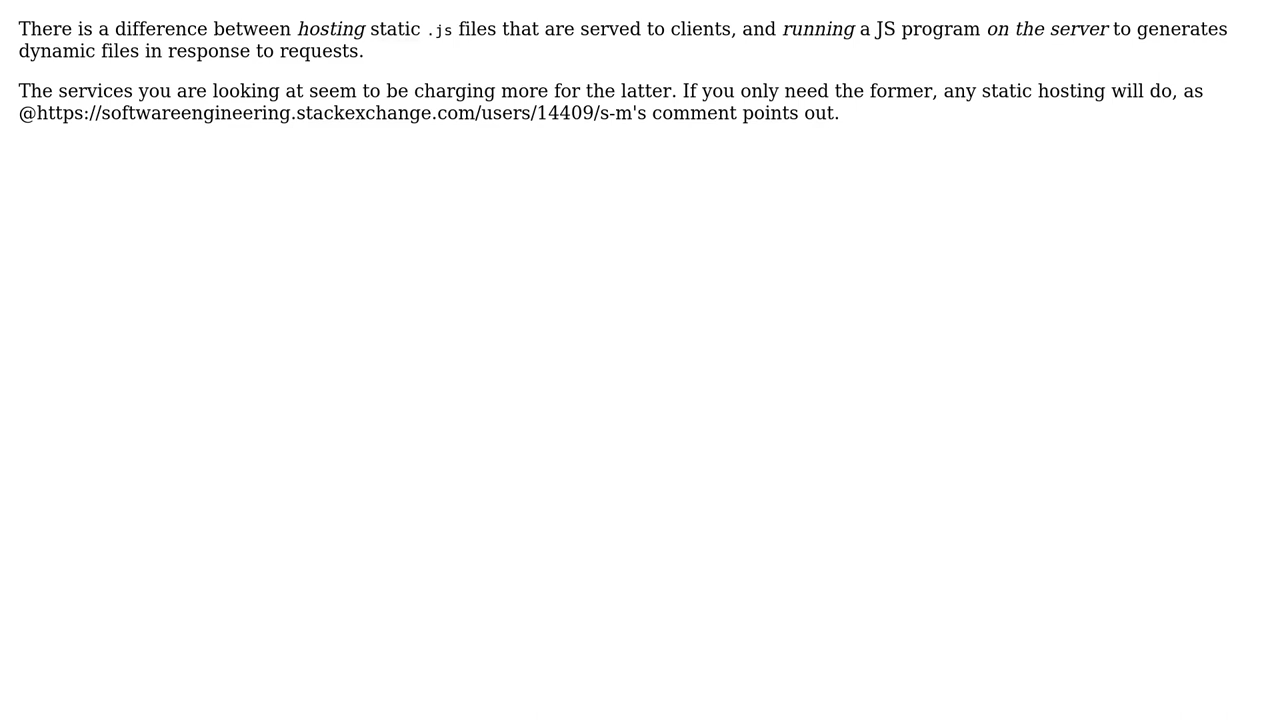 There is a difference between hosting static .js files that are served to clients, and running a JS program on the server to generates
dynamic files in response to requests.
The services you are looking at seem to be charging more for the latter. If you only need the former, any static hosting will do, as
@https://softwareengineering.stackexchange.com/users/14409/s-m's comment points out.